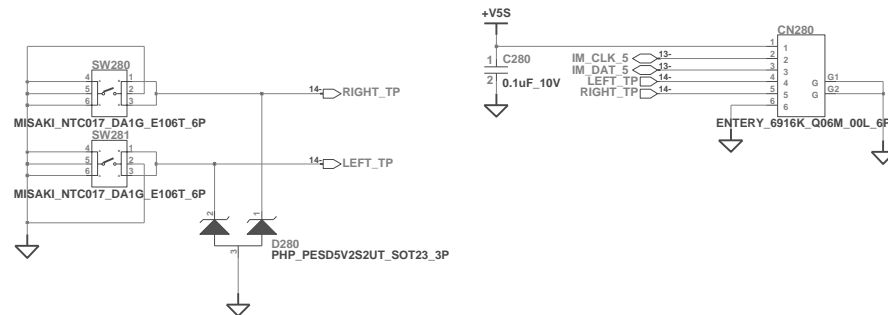 +V5S
CN280
SW280
1
1
1
C280
IM_CLK_5
13-
2
2
IM_DAT_5
13-
3
3
G1
4
1
LEFT_TP
14-
4
4
G
5
2
14-
RIGHT_TP
2
0.1uF_10V
RIGHT_TP
14-
5
5
G
G2
6
3
6
6
MISAKI_NTC017_DA1G_E106T_6P
ENTERY_6916K_Q06M_00L_6P
SW281
4
1
5
2
14-
LEFT_TP
6
3
MISAKI_NTC017_DA1G_E106T_6P
2
1
D280
3
PHP_PESD5V2S2UT_SOT23_3P